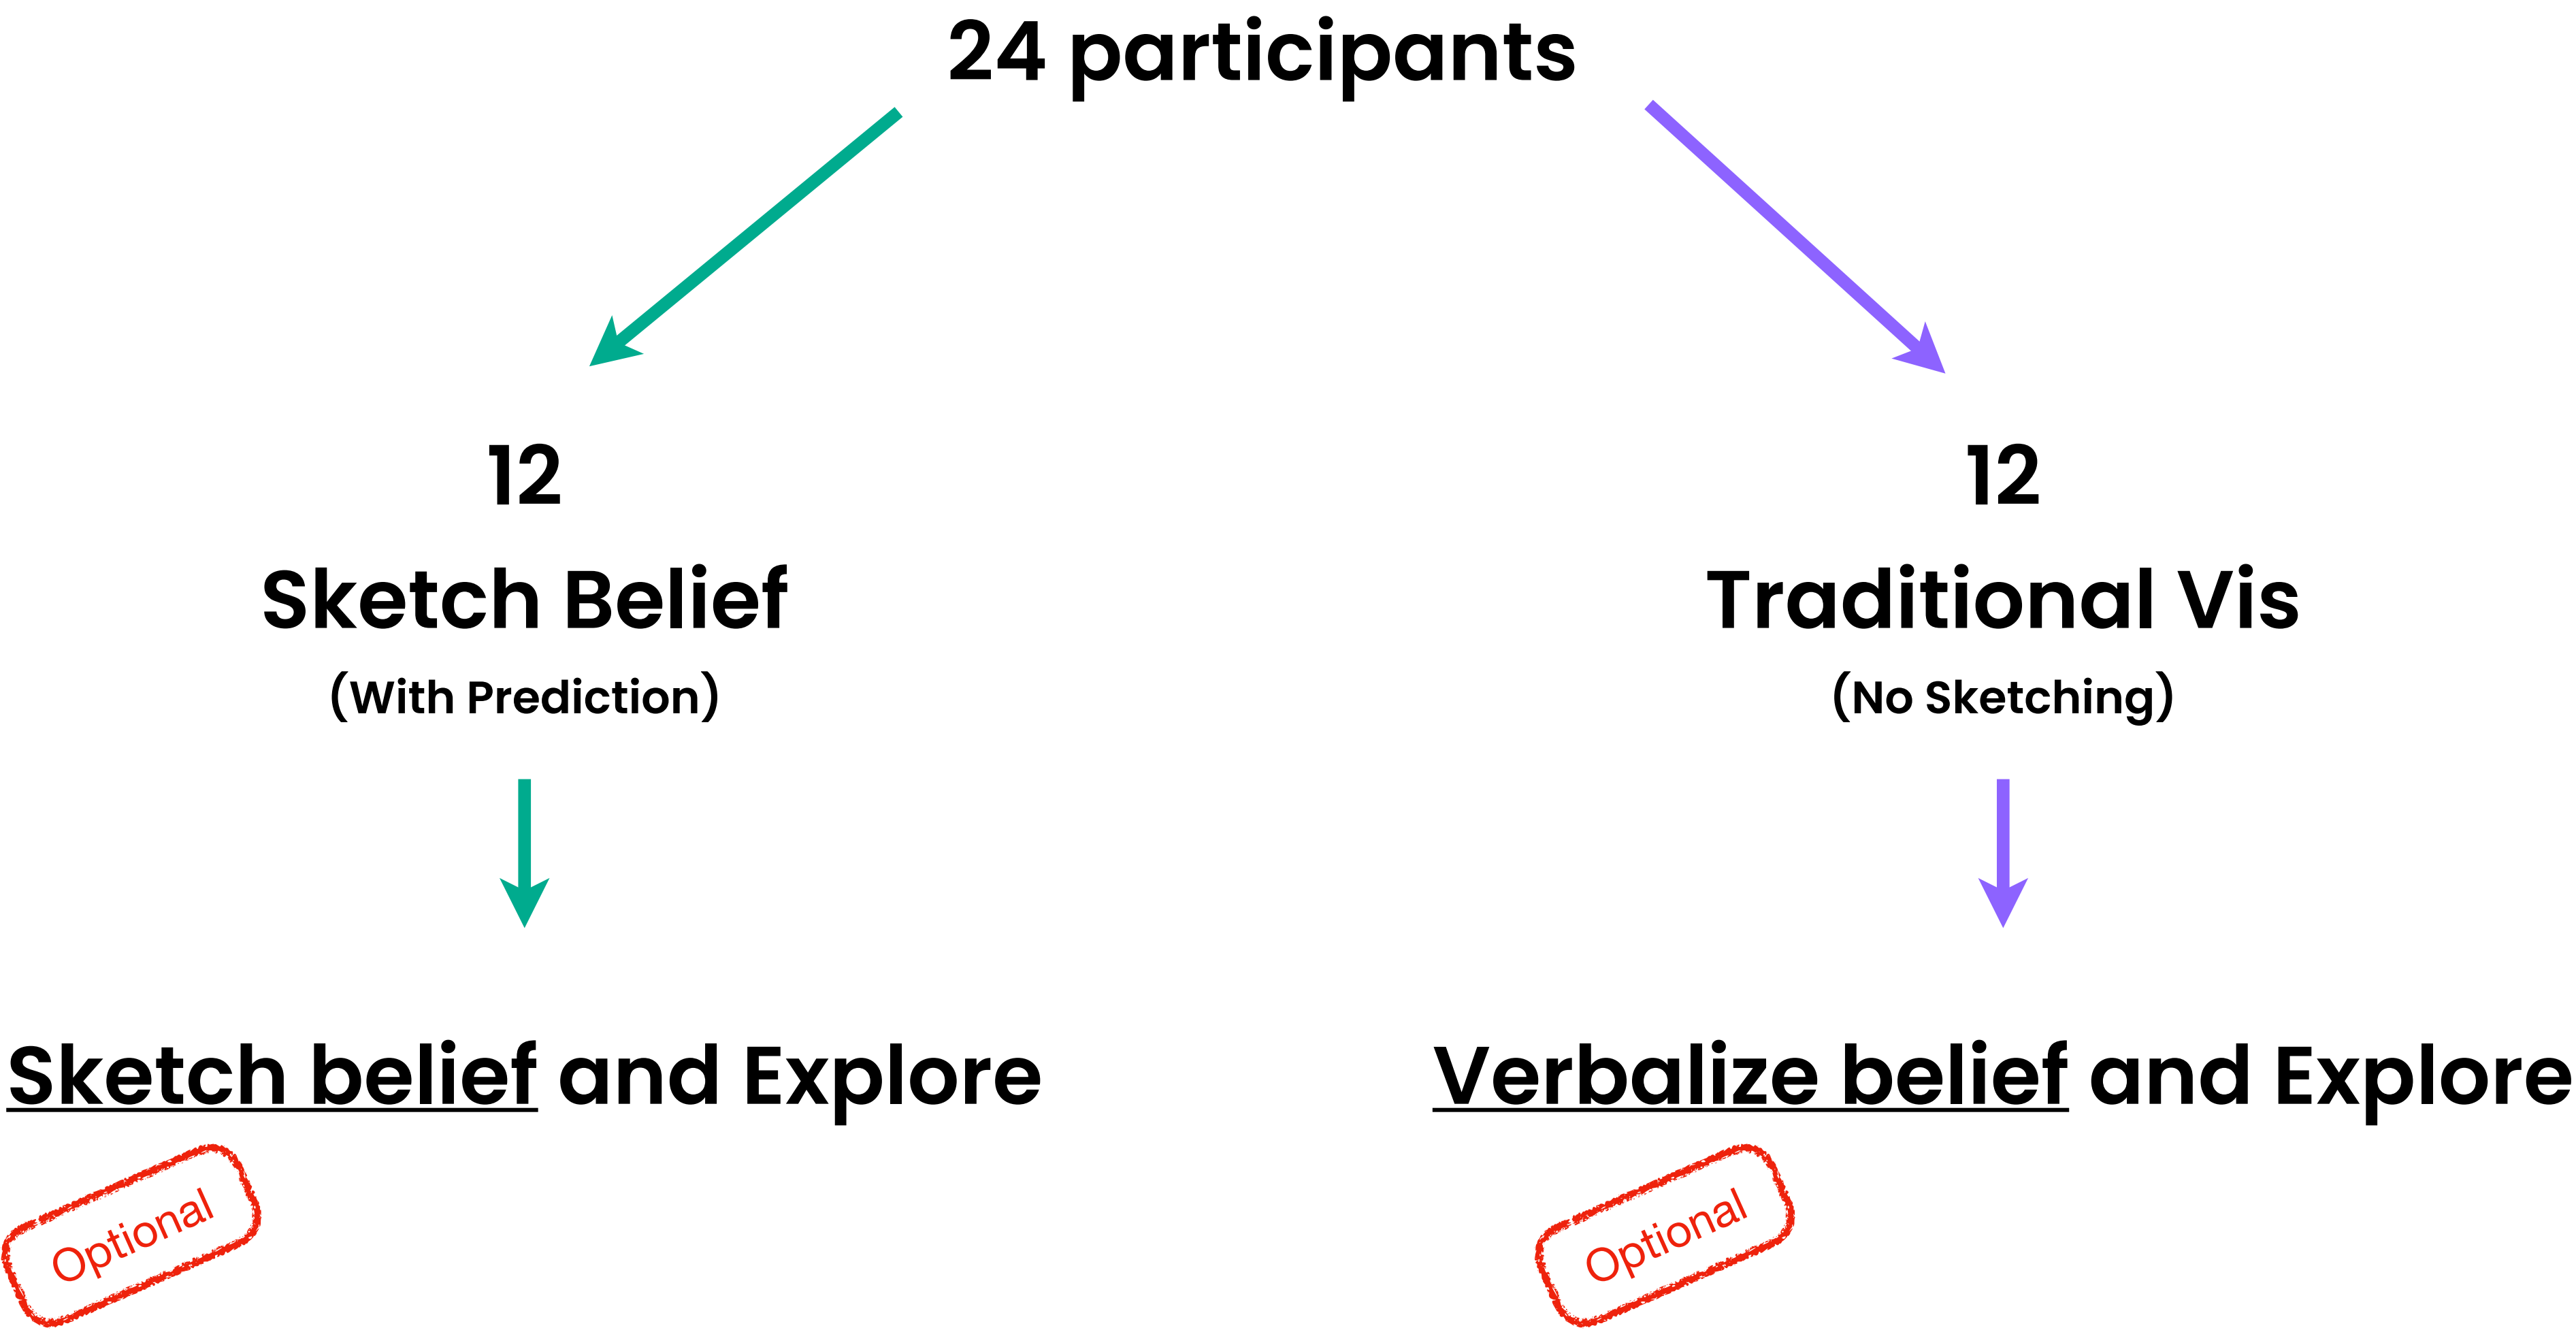 24 participants
12
Sketch Belief
(With Prediction)
Sketch belief and Explore
Optional
12
Traditional Vis
(No Sketching)
Verbalize belief and Explore
Optional